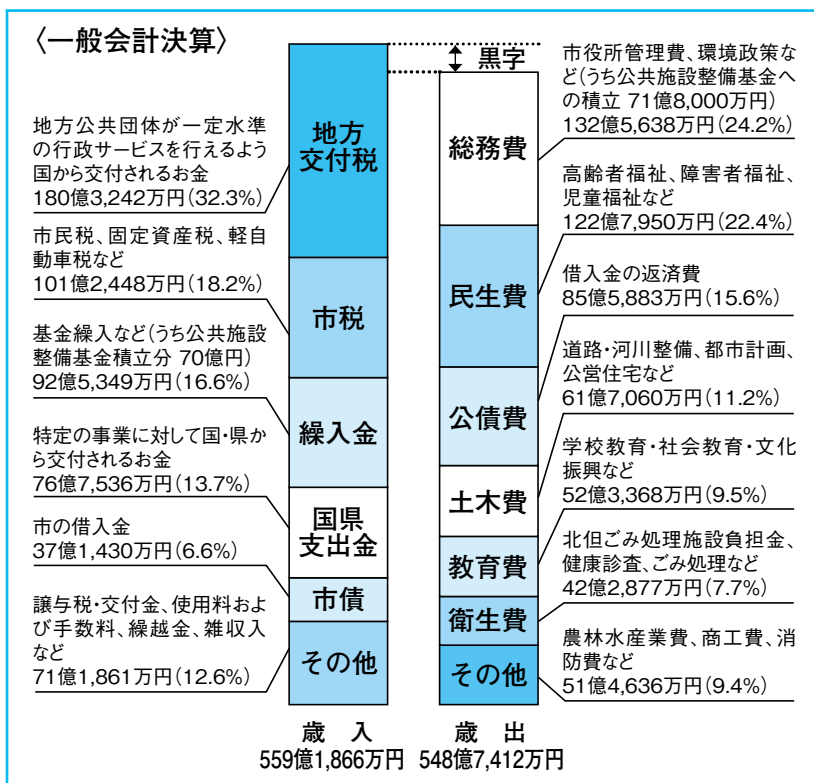 〈一般会計決算〉
地方公共団体が一定水準
の行政サービスを行えるよう
国から交付されるお金
180億3,242万円(32.3%)
市民税、固定資産税、軽自
動車税など
101億2,448万円(18.2%)
基金繰入など(うち公共施設
整備基金積立分 70億円)
92億5,349万円(16.6%)
特定の事業に対して国・県か
ら交付されるお金
76億7,536万円(13.7%)
市の借入金
37億1,430万円(6.6%)
譲与税・交付金、使用料およ
び手数料、繰越金、雑収入
など
71億1,861万円(12.6%)
地方
交付税
市税
繰入金
国県
支出金
市債
その他
歳 入
559億1,866万円
黒字
総務費
民生費
公債費
土木費
教育費
衛生費
その他
歳 出
548億7,412万円
市役所管理費、環境政策な
ど(うち公共施設整備基金へ
の積立 71億8,000万円)
132億5,638万円(24.2%)
高齢者福祉、障害者福祉、
児童福祉など
122億7,950万円(22.4%)
借入金の返済費
85億5,883万円(15.6%)
道路・河川整備、都市計画、
公営住宅など
61億7,060万円(11.2%)
学校教育・社会教育・文化
振興など
52億3,368万円(9.5%)
北但ごみ処理施設負担金、
健康診査、ごみ処理など
42億2,877万円(7.7%)
農林水産業費、商工費、消
防費など
51億4,636万円(9.4%)